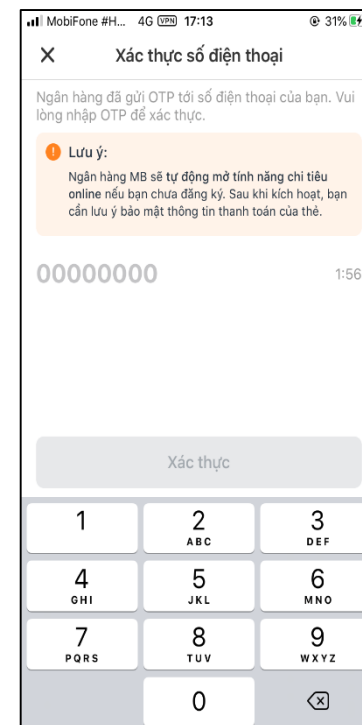 MobiFone #H... 4G VPN 17:13 31%
Xác thực số điện thoại
Ngân hàng đã gửi OTP tới số điện thoại của bạn. Vui
lòng nhập OTP để xác thực.
Lưu ý:
Ngân hàng MB sẽ tự động mở tính năng chi tiêu
online nếu bạn chưa đăng ký. Sau khi kích hoạt, bạn
cần lưu ý bảo mật thông tin thanh toán của thẻ.
00000000 1:56
Xác thực
1 2 3
ABC DEF
4 5 6
GHI JKL MNO
7 8 9
PQRS TUV WXYZ
0